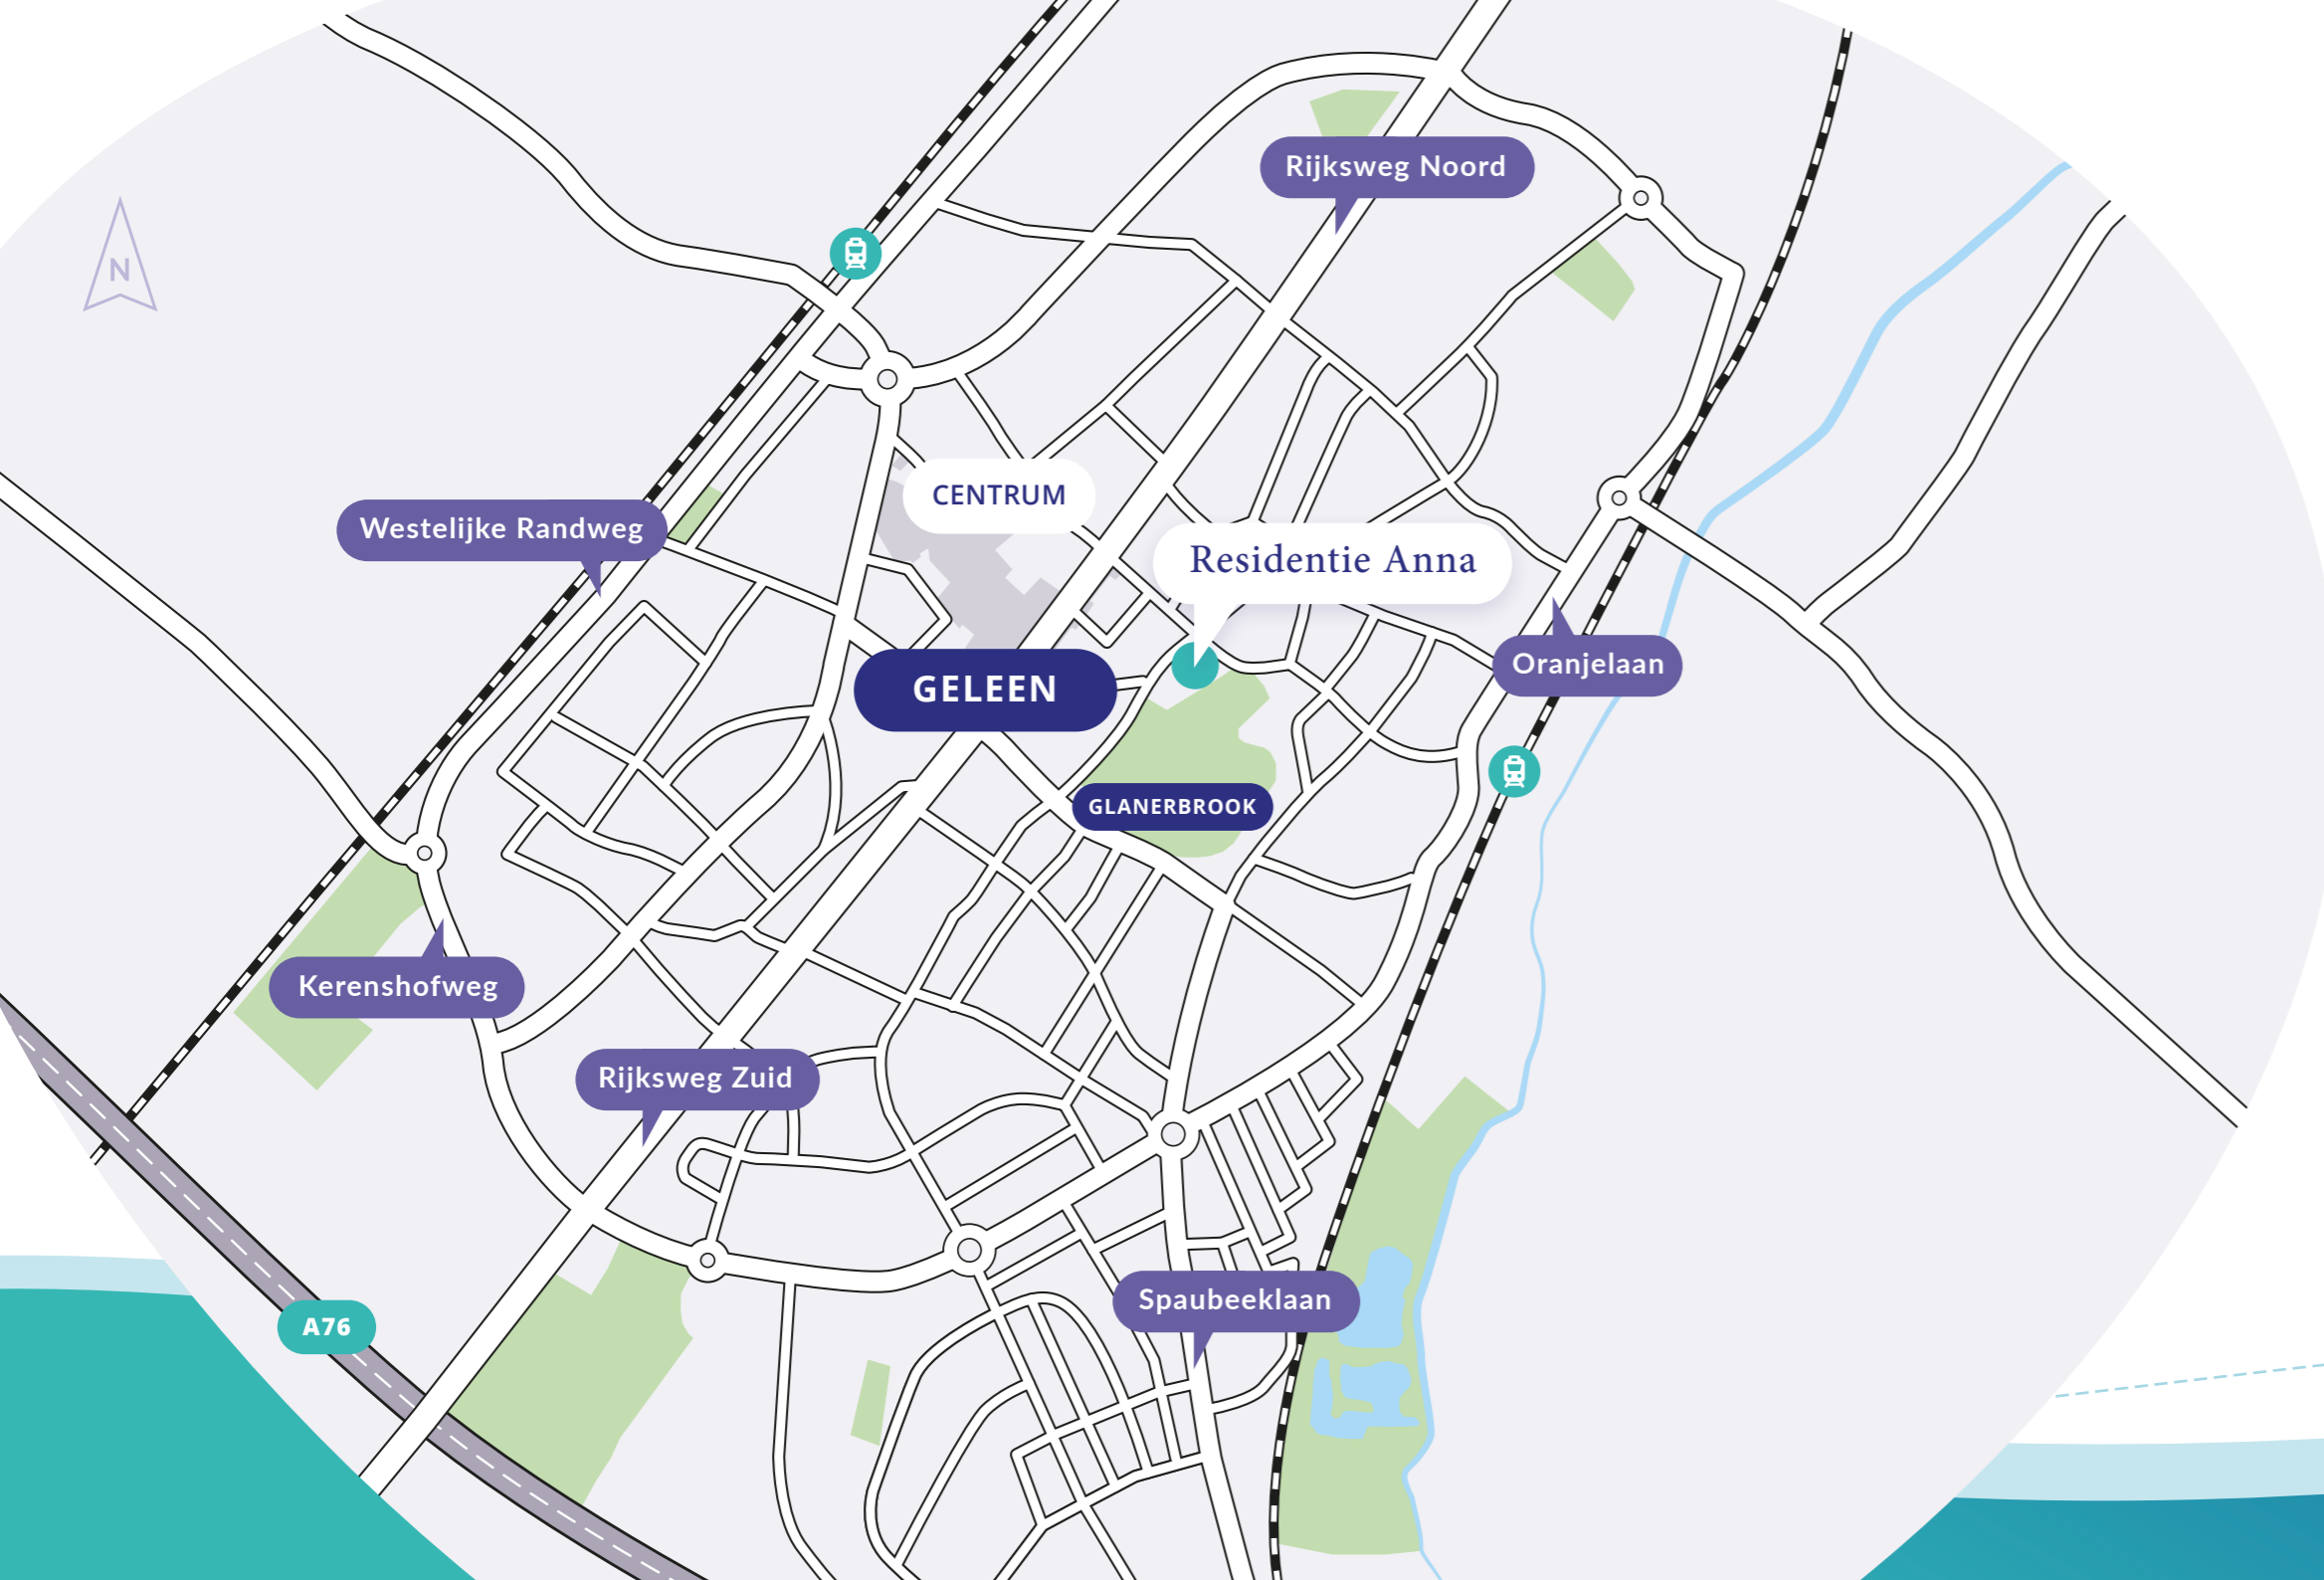 Rijksweg Noord
N
CENTRUM
Westelijke Randweg
Residentie Anna
Oranjelaan
GELEEN
GLANERBROOK
Kerenshofweg
Rijksweg Zuid
Spaubeeklaan
A76